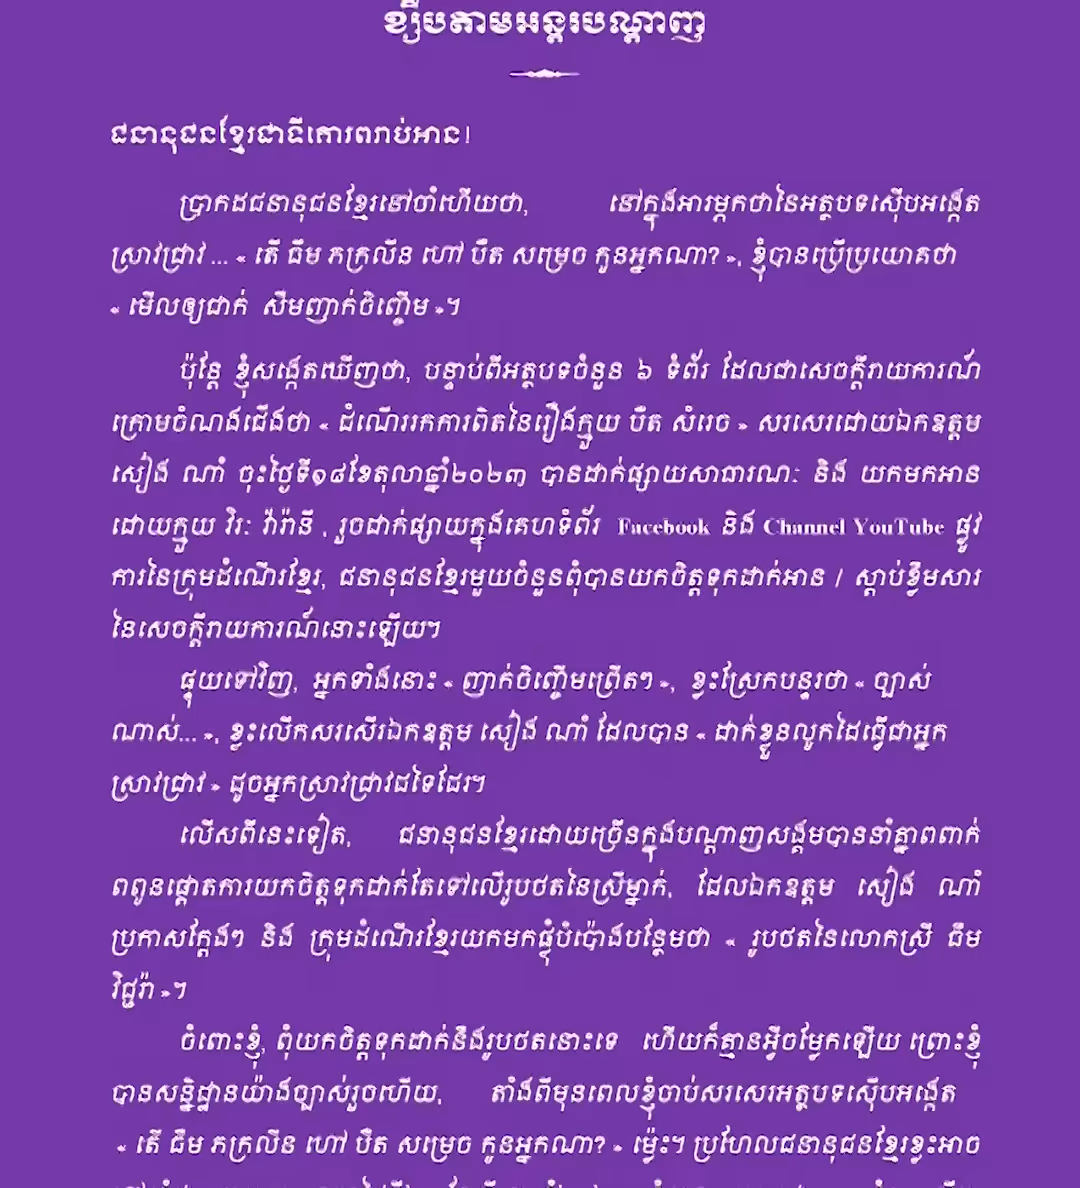 ខ្សឹបតាមអន្តរបណ្ដាញ
ជនានុជនខ្មែរជាទីគោរពរាប់អាន!
ប្រាកដជនានុជនខ្មែរនៅចាំហើយថា, នៅក្នុងអារម្ភកថានៃអត្ថបទស៊ើបអង្កេត
ស្រាវជ្រាវ ... « តើ ធឹម ភក្រលីន ហៅ ប៊ិត សម្រេច កូនអ្នកណា? », ខ្ញុំបានប្រើប្រយោគថា
« មើលឲ្យជាក់ សឹមញាក់ចិញ្ចើម »។
ប៉ុន្តែ ខ្ញុំសង្កេតឃើញថា, បន្ទាប់ពីអត្ថបទចំនួន ៦ ទំព័រ ដែលជាសេចក្ដីរាយការណ៍
ក្រោមចំណងជើងថា « ដំណើររកការពិតនៃរឿងក្មួយ ប៊ិត សំរេច » សរសេរដោយឯកឧត្តម
សៀង ណាំ ចុះថ្ងៃទី១៨ខែតុលាឆ្នាំ២០២៣ បានដាក់ផ្សាយសាធារណៈ និង យកមកអាន
ដោយក្មួយ វិរៈ វ៉ារ៉ានី , រួចដាក់ផ្សាយក្នុងគេហទំព័រ Facebook និង Channel YouTube ផ្លូវ
ការនៃក្រុមដំណើរខ្មែរ, ជនានុជនខ្មែរមួយចំនួនពុំបានយកចិត្តទុកដាក់អាន / ស្ដាប់ខ្លឹមសារ
នៃសេចក្ដីរាយការណ៍នោះឡើយ។
ផ្ទុយទៅវិញ, អ្នកទាំងនោះ « ញាក់ចិញ្ចើមព្រើតៗ », ខ្លះស្រែកបន្ទរថា « ច្បាស់
ណាស់... », ខ្លះលើកសរសើរឯកឧត្តម សៀង ណាំ ដែលបាន « ដាក់ខ្លួនលូកដៃធ្វើជាអ្នក
ស្រាវជ្រាវ » ដូចអ្នកស្រាវជ្រាវដទៃដែរ។
លើសពីនេះទៀត, ជនានុជនខ្មែរដោយច្រើនក្នុងបណ្ដាញសង្គមបាននាំគ្នាពពាក់
ពពូនផ្ដោតការយកចិត្តទុកដាក់តែទៅលើរូបថតនៃស្រីម្នាក់, ដែលឯកឧត្តម សៀង ណាំ
ប្រកាសក្ដែងៗ និង ក្រុមដំណើរខ្មែរយកមកផ្លុំបំប៉ោងបន្ថែមថា « រូបថតនៃលោកស្រី ធឹម
វិជ្ជរ៉ា »។
ចំពោះខ្ញុំ, ពុំយកចិត្តទុកដាក់នឹងរូបថតនោះទេ ហើយក៏គ្មានអ្វីចម្លែកឡើយ ព្រោះខ្ញុំ
បានសន្និដ្ឋានយ៉ាងច្បាស់រួចហើយ, តាំងពីមុនពេលខ្ញុំចាប់សរសេរអត្ថបទស៊ើបអង្កេត
« តើ ធឹម ភក្រលីន ហៅ ប៊ិត សម្រេច កូនអ្នកណា? » ម៉្លេះ។ ប្រហែលជនានុជនខ្មែរខ្លះអាច